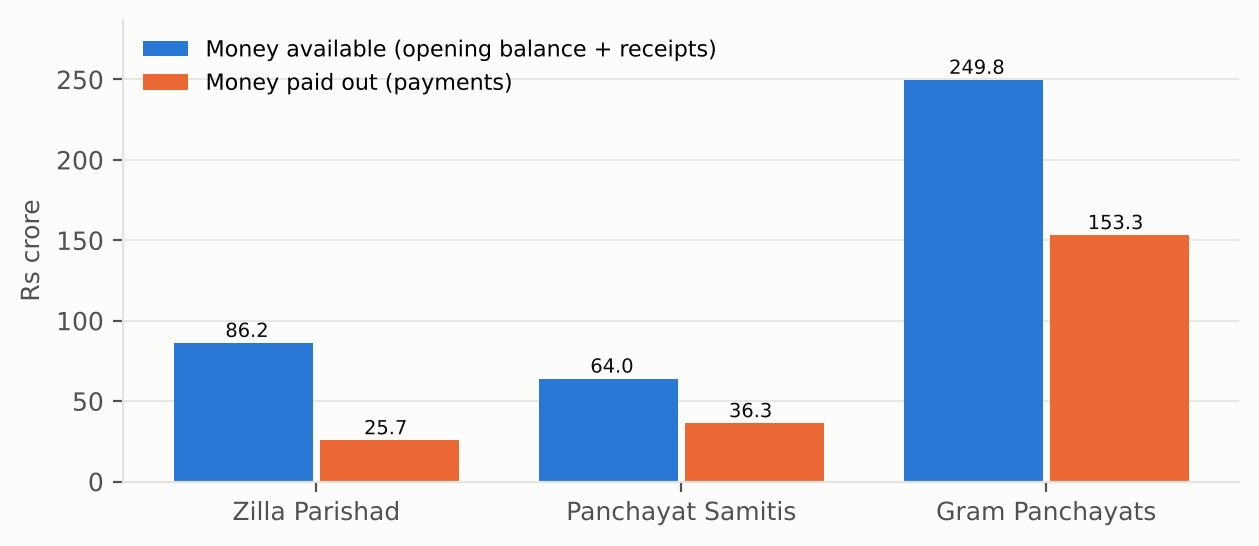 Money available (opening balance + receipts)
Money paid out (payments)
Rs crore
250
200
150
100
50
0
86.2
25.7
64.0
36.3
249.8
153.3
Zilla Parishad
Panchayat Samitis
Gram Panchayats